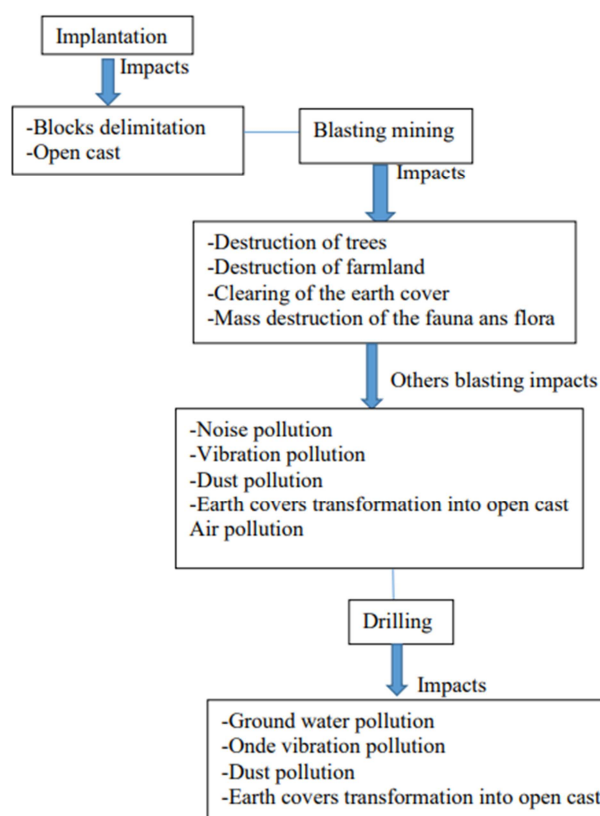 Implantation
Impacts
-Blocks delimitation
-Open cast
Blasting mining
Impacts
-Destruction of trees
-Destruction of farmland
-Clearing of the earth cover
-Mass destruction of the fauna ans flora
Others blasting impacts
-Noise pollution
-Vibration pollution
-Dust pollution
-Earth covers transformation into open cast
Air pollution
Drilling
Impacts
-Ground water pollution
-Onde vibration pollution
-Dust pollution
-Earth covers transformation into open cast